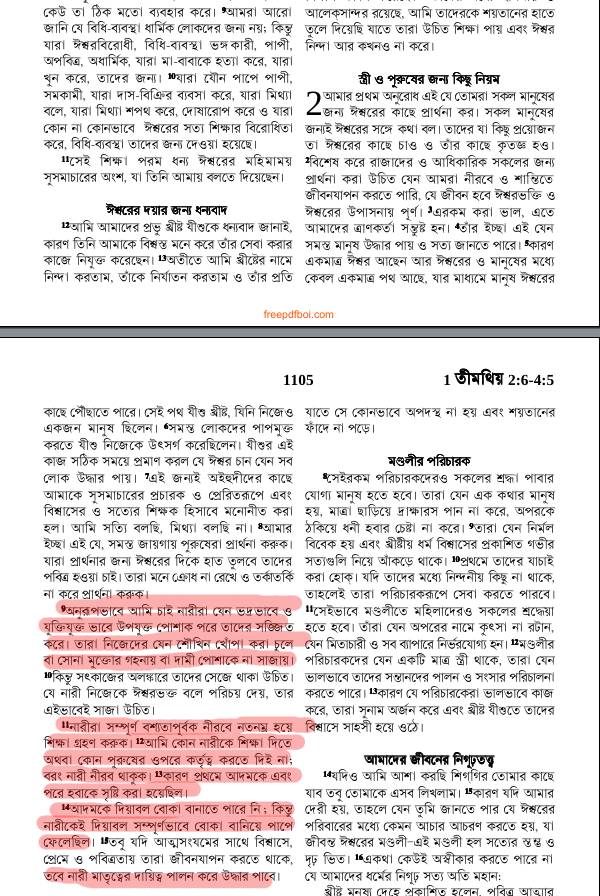 কেউ তা ঠিক মতো ব্যবহার করে। ⁹আমরা আরো
জানি যে বিধি-ব্যবস্থা ধার্মিক লোকদের জন্য নয়; কিন্তু
যারা ঈশ্বরবিরোধী, বিধি-ব্যবস্থা ভঙ্গকারী, পাপী,
অপবিত্র, অধার্মিক, যারা মা-বাবাকে হত্যা করে, যারা
খুন করে, তাদের জন্য। ¹⁰যারা যৌন পাপে পাপী,
সমকামী, যারা দাস-বিক্রির ব্যবসা করে, যারা মিথ্যা
বলে, যারা মিথ্যা শপথ করে, দোষারোপ করে ও যারা
কোন না কোনভাবে ঈশ্বরের সত্য শিক্ষার বিরোধিতা
করে, বিধি-ব্যবস্থা তাদের জন্য দেওয়া হয়েছে।
¹¹সেই শিক্ষা পরম ধন্য ঈশ্বরের মহিমাময়
সুসমাচারের অংশ, যা তিনি আমায় বলতে দিয়েছেন।
ঈশ্বরের দয়ার জন্য ধন্যবাদ
¹²আমি আমাদের প্রভু খ্রীষ্ট যীশুকে ধন্যবাদ জানাই,
কারণ তিনি আমাকে বিশ্বস্ত মনে করে তাঁর সেবা করার
কাজে নিযুক্ত করেছেন। ¹³অতীতে আমি খ্রীষ্টের নামে
নিন্দা করতাম, তাঁকে নির্যাতন করতাম ও তাঁর প্রতি
আলেকসান্দর রয়েছে, আমি তাদেরকে শয়তানের হাতে
তুলে দিয়েছি যাতে তারা উচিত শিক্ষা পায় এবং ঈশ্বর
নিন্দা আর কখনও না করে।
স্ত্রী ও পুরুষের জন্য কিছু নিয়ম
2 আমার প্রথম অনুরোধ এই যে তোমরা সকল মানুষের
জন্য ঈশ্বরের কাছে প্রার্থনা কর। সকল মানুষের
জন্যই ঈশ্বরের সঙ্গে কথা বল। তাদের যা কিছু প্রয়োজন
তা ঈশ্বরের কাছে চাও ও তাঁর কাছে কৃতজ্ঞ হও।
²বিশেষ করে রাজাদের ও আধিকারিক সকলের জন্য
প্রার্থনা করা উচিত যেন আমরা নীরবে ও শান্তিতে
জীবনযাপন করতে পারি, যে জীবন হবে ঈশ্বরভক্তি ও
ঈশ্বরের উপাসনায় পূর্ণ। ³এরকম করা ভাল, এতে
আমাদের ত্রাণকর্তা সন্তুষ্ট হন। ⁴তাঁর ইচ্ছা এই যেন
সমস্ত মানুষ উদ্ধার পায় ও সত্য জানতে পারে। ⁵কারণ
একমাত্র ঈশ্বর আছেন আর ঈশ্বরের ও মানুষের মধ্যে
কেবল একমাত্র পথ আছে, যার মাধ্যমে মানুষ ঈশ্বরের
freepdfboi.com
1105
1 তীমথিয় 2:6-4:5
কাছে পৌঁছাতে পারে। সেই পথ যীশু খ্রীষ্ট, যিনি নিজেও
একজন মানুষ ছিলেন। ⁶সমস্ত লোকদের পাপমুক্ত
করতে যীশু নিজেকে উৎসর্গ করেছিলেন। যীশুর এই
কাজ সঠিক সময়ে প্রমাণ করল যে ঈশ্বর চান যেন সব
লোক উদ্ধার পায়। ⁷এই জন্যই অইহুদীদের কাছে
আমাকে সুসমাচারের প্রচারক ও প্রেরিতরূপে এবং
বিশ্বাসের ও সত্যের শিক্ষক হিসাবে মনোনীত করা
হল। আমি সত্যি বলছি, মিথ্যা বলছি না। ⁸আমার
ইচ্ছা এই যে, সমস্ত জায়গায় পুরুষেরা প্রার্থনা করুক।
যারা প্রার্থনার জন্য ঈশ্বরের দিকে হাত তুলবে তাদের
পবিত্র হওয়া চাই। তারা মনে ক্রোধ না রেখে ও তর্কাতর্কি
না করে প্রার্থনা করুক।
⁹অনুরূপভাবে আমি চাই নারীরা যেন ভদ্রভাবে ও
যুক্তিযুক্ত ভাবে উপযুক্ত পোশাক পরে তাদের সজ্জিত
করে। তারা নিজেদের যেন শৌখিন খোঁপা করা চুলে
বা সোনা মুক্তোর গহনায় বা দামী পোশাকে না সাজায়।
¹⁰কিন্তু সৎকাজের অলঙ্কারে তাদের সেজে থাকা উচিত।
যে নারী নিজেকে ঈশ্বরভক্ত বলে পরিচয় দেয়, তার
এইভাবেই সাজা উচিত।
¹¹নারীরা সম্পূর্ণ বশ্যতাপূর্বক নীরবে নতনম্র হয়ে
শিক্ষা গ্রহণ করুক। ¹²আমি কোন নারীকে শিক্ষা দিতে
অথবা কোন পুরুষের ওপরে কর্তৃত্ব করতে দিই না;
বরং নারী নীরব থাকুক। ¹³কারণ প্রথমে আদমকে এবং
পরে হবাকে সৃষ্টি করা হয়েছিল।
¹⁴আদমকে দিয়াবল বোকা বানাতে পারে নি; কিন্তু
নারীকেই দিয়াবল সম্পূর্ণভাবে বোকা বানিয়ে পাপে
ফেলেছিল। ¹⁵তবু যদি আত্মসংযমের সাথে বিশ্বাসে,
প্রেমে ও পবিত্রতায় তারা জীবনযাপন করতে থাকে,
তবে নারী মাতৃত্বের দায়িত্ব পালন করে উদ্ধার পাবে।
যাতে সে কোনভাবে অপদস্থ না হয় এবং শয়তানের
ফাঁদে না পড়ে।
মণ্ডলীর পরিচারক
⁸সেইরকম পরিচারকদেরও সকলের শ্রদ্ধা পাবার
যোগ্য মানুষ হতে হবে। তারা যেন এক কথার মানুষ
হয়, মাত্রা ছাড়িয়ে দ্রাক্ষারস পান না করে, অপরকে
ঠকিয়ে ধনী হবার চেষ্টা না করে। ⁹তারা যেন নির্মল
বিবেক হয় এবং খ্রীষ্টীয় ধর্ম বিশ্বাসের প্রকাশিত গভীর
সত্যগুলি নিয়ে আঁকড়ে থাকে। ¹⁰প্রথমে তাদের যাচাই
করা হোক্। যদি তাদের মধ্যে নিন্দনীয় কিছু না থাকে,
তাহলেই তারা পরিচারকরূপে সেবা করতে পারবে।
¹¹সেইভাবে মণ্ডলীতে মহিলাদেরও সকলের শ্রদ্ধেয়া
হতে হবে। তাঁরা যেন অপরের নামে কুৎসা না রটান,
যেন মিতাচারী ও সব ব্যাপারে নির্ভরযোগ্য হন। ¹²মণ্ডলীর
পরিচারকদের যেন একটি মাত্র স্ত্রী থাকে, তারা যেন
ভালভাবে তাদের সন্তানদের পালন ও সংসার পরিচালনা
করতে পারে। ¹³কারণ যে পরিচারকেরা ভালভাবে কাজ
করে, তারা সুনাম অর্জন করে এবং খ্রীষ্ট যীশুতে তাদের
বিশ্বাসে সাহসী হয়ে ওঠে।
আমাদের জীবনের নিগূঢ়তত্ত্ব
¹⁴যদিও আমি আশা করছি শিগ্গির তোমার কাছে
যাব তবু তোমাকে এসব লিখলাম। ¹⁵কারণ যদি আমার
দেরী হয়, তাহলে যেন তুমি জানতে পার যে ঈশ্বরের
পরিবারের মধ্যে কেমন আচার আচরণ করতে হয়, যা
জীবন্ত ঈশ্বরের মণ্ডলী–এই মণ্ডলী হল সত্যের স্তম্ভ ও
দৃঢ় ভিত। ¹⁶একথা কেউই অস্বীকার করতে পারে না
যে আমাদের ধর্মের নিগূঢ় সত্য অতি মহান:
খ্রীষ্ট মনুষ্য দেহে প্রকাশিত হলেন, পবিত্র আত্মার